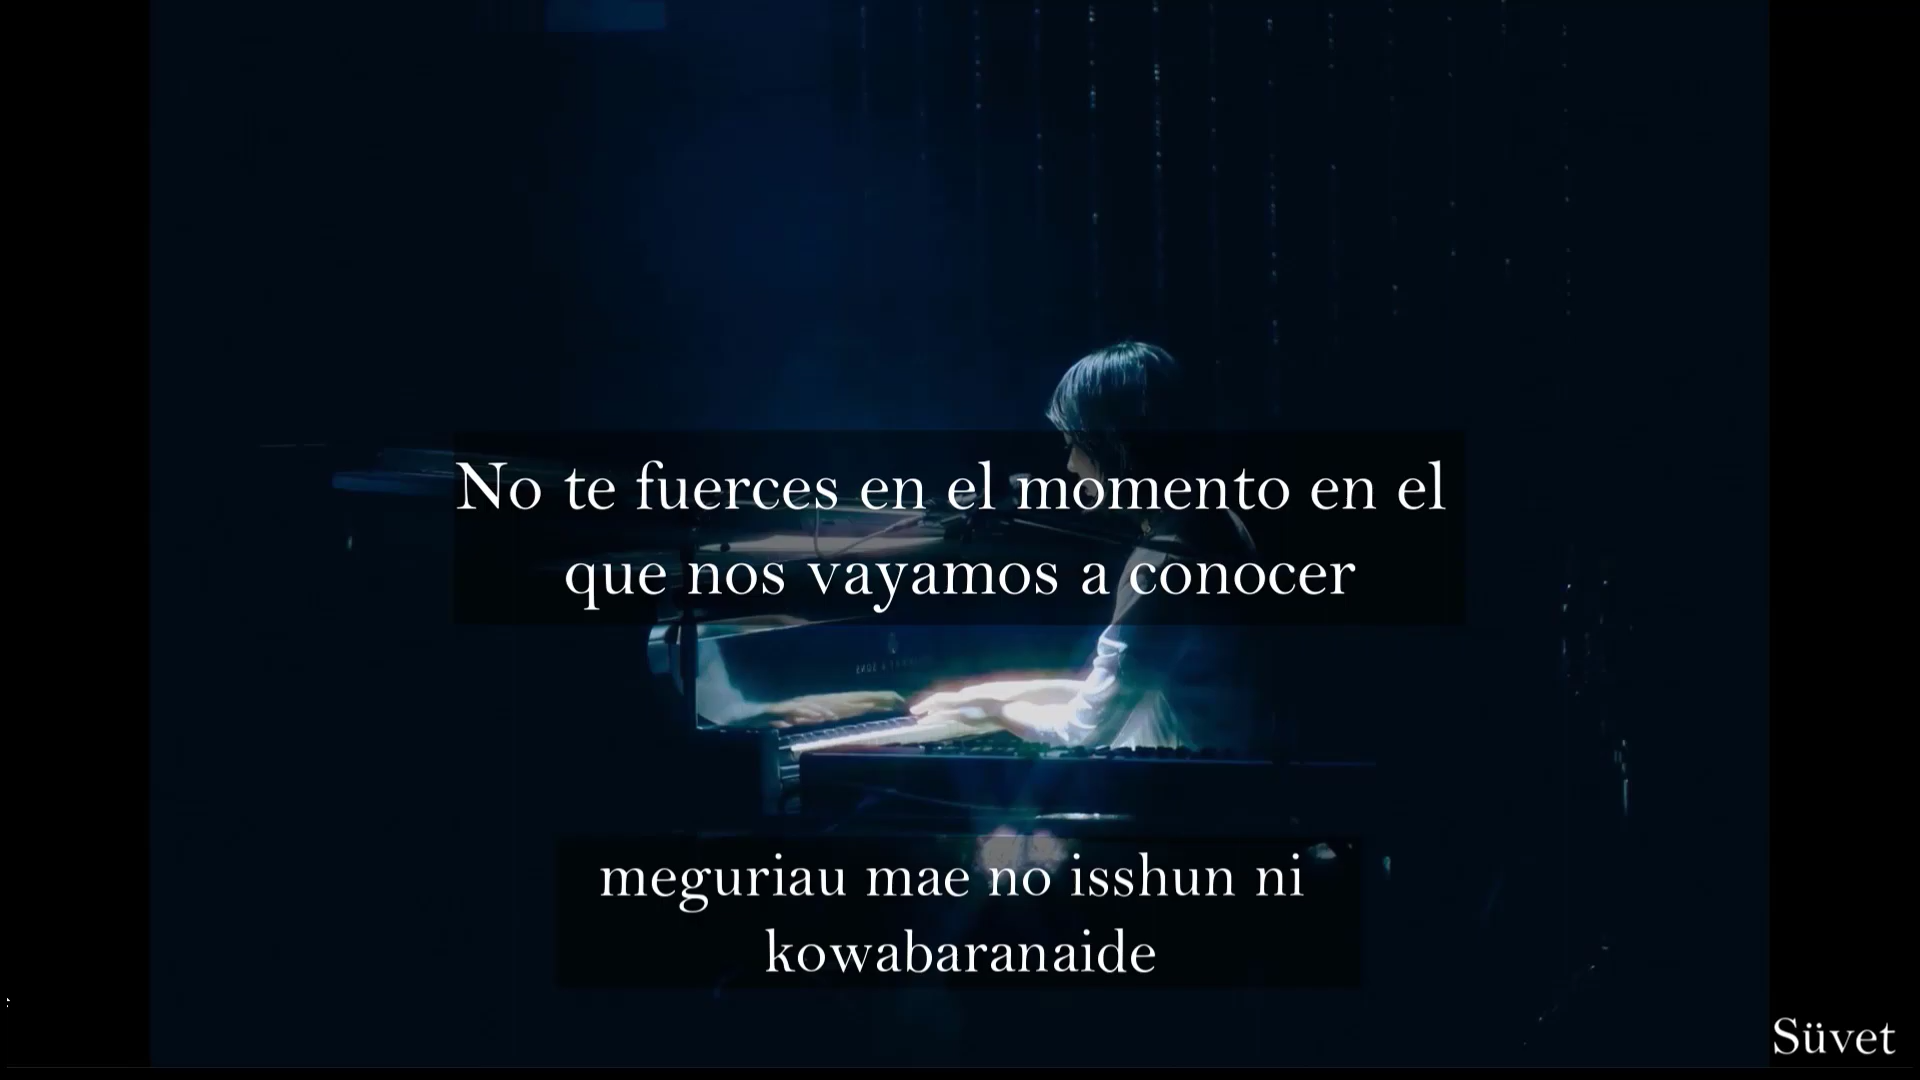 No te fuerces en el momento en el
que nos vayamos a conocer
meguriau mae no isshun ni
kowabaranaide
Süvet